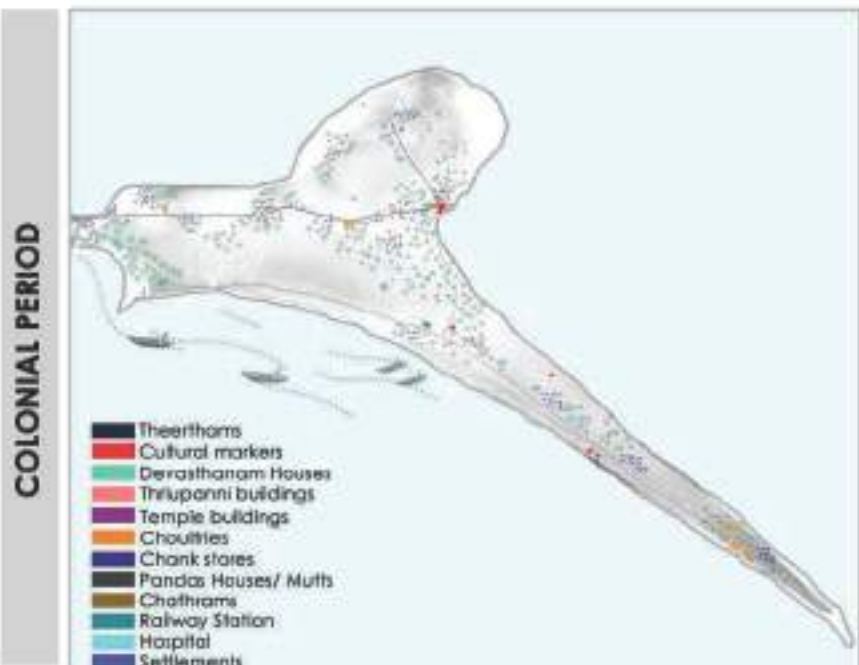 COLONIAL PERIOD
Theerthams
Cultural markers
Devasthanam Houses
Thriuponni buildings
Temple buildings
Choultries
Chank stores
Pandas Houses/ Mutts
Chathrams
Railway Station
Hospital
Settlements